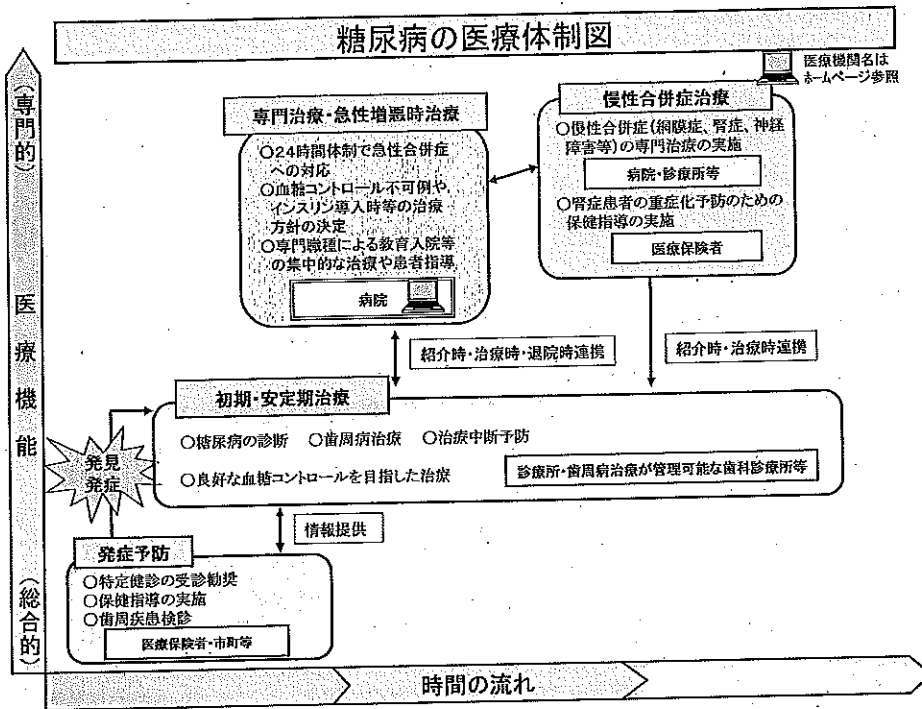 糖尿病の医療体制図
医療機関名は
ホームページ参照
(専門的)
医療機能
(総合的)
専門治療・急性増悪時治療
○24時間体制で急性合併症
への対応
○血糖コントロール不可例や
インスリン導入時等の治療
方針の決定
○専門職種による教育入院等
の集中的な治療や患者指導
病院
慢性合併症治療
○慢性合併症(網膜症、腎症、神経
障害等)の専門治療の実施
病院・診療所等
○腎症患者の重症化予防のための
保健指導の実施
医療保険者
紹介時・治療時・退院時連携
紹介時・治療時連携
初期・安定期治療
○糖尿病の診断 ○歯周病治療 ○治療中断予防
○良好な血糖コントロールを目指した治療
診療所・歯周病治療が管理可能な歯科診療所等
発見
発症
情報提供
発症予防
○特定健診の受診勧奨
○保健指導の実施
○歯周疾患検診
医療保険者・市町等
時間の流れ